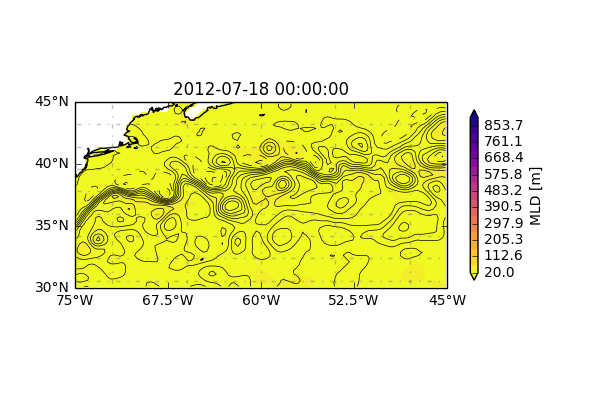 2012-07-18 00:00:00
45°N
40°N
35°N
30°N
75°W
67.5°W
60°W
52.5°W
45°W
853.7
761.1
668.4
575.8
483.2
390.5
297.9
205.3
112.6
20.0
MLD [m]